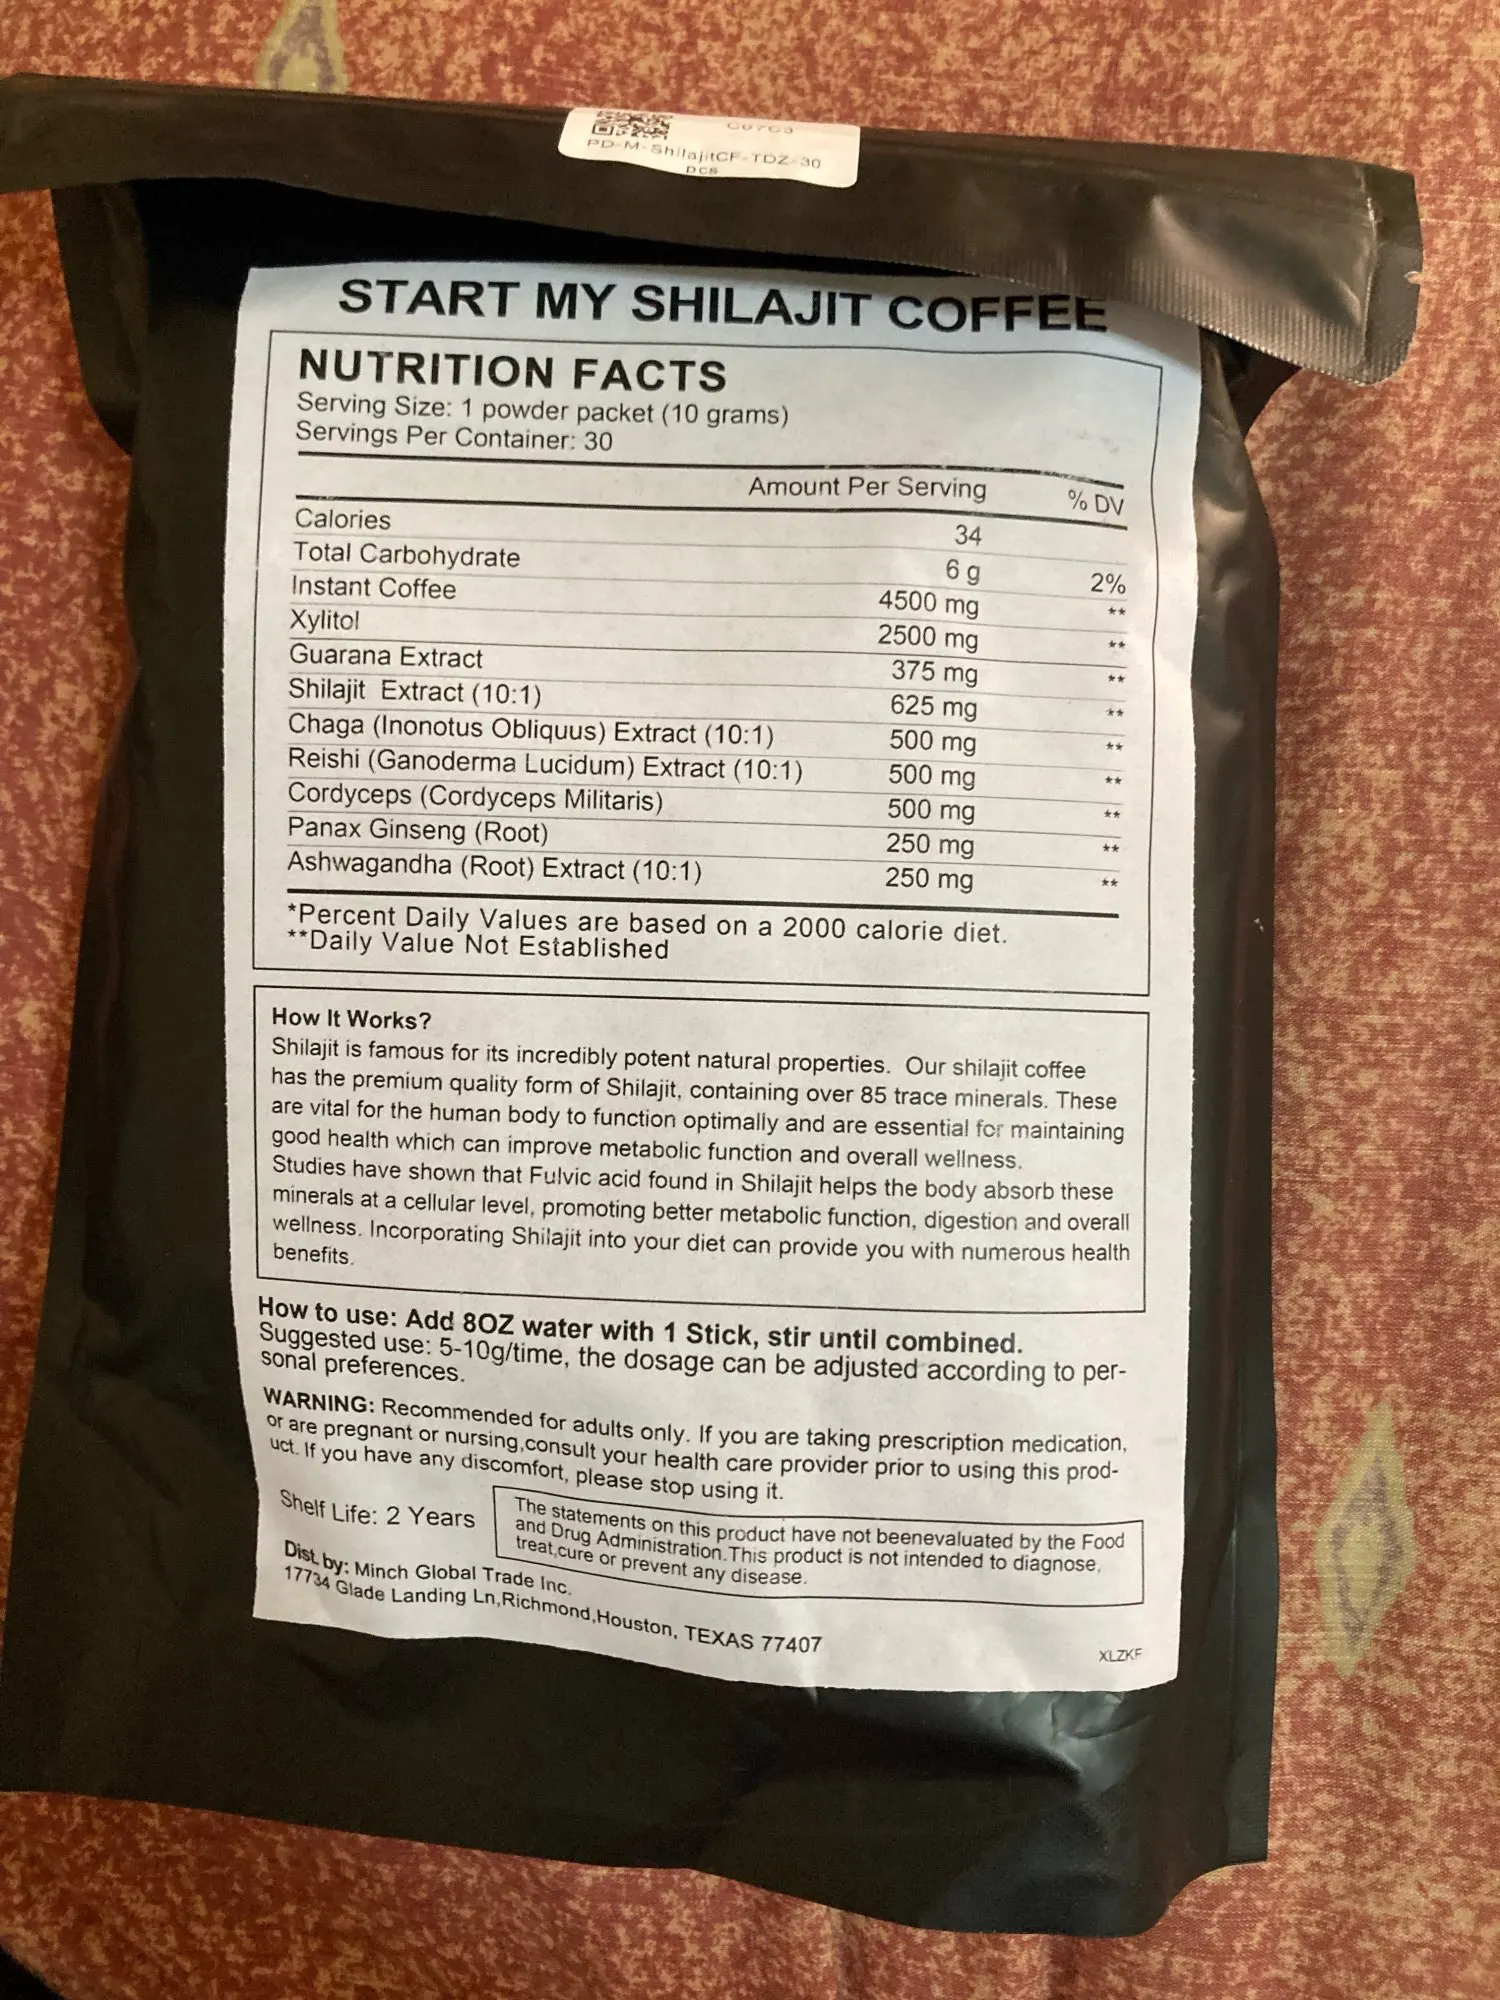 PD-M-ShilajitCF-TDZ-30
DCS
START MY SHILAJIT COFFEE
NUTRITION FACTS
Serving Size: 1 powder packet (10 grams)
Servings Per Container: 30
Amount Per Serving % DV
Calories 34
Total Carbohydrate 6 g 2%
Instant Coffee 4500 mg **
Xylitol 2500 mg **
Guarana Extract 375 mg **
Shilajit Extract (10:1) 625 mg **
Chaga (Inonotus Obliquus) Extract (10:1) 500 mg **
Reishi (Ganoderma Lucidum) Extract (10:1) 500 mg **
Cordyceps (Cordyceps Militaris) 500 mg **
Panax Ginseng (Root) 250 mg **
Ashwagandha (Root) Extract (10:1) 250 mg **
*Percent Daily Values are based on a 2000 calorie diet.
**Daily Value Not Established
How It Works?
Shilajit is famous for its incredibly potent natural properties. Our shilajit coffee
has the premium quality form of Shilajit, containing over 85 trace minerals. These
are vital for the human body to function optimally and are essential for maintaining
good health which can improve metabolic function and overall wellness.
Studies have shown that Fulvic acid found in Shilajit helps the body absorb these
minerals at a cellular level, promoting better metabolic function, digestion and overall
wellness. Incorporating Shilajit into your diet can provide you with numerous health
benefits.
How to use: Add 8OZ water with 1 Stick, stir until combined.
Suggested use: 5-10g/time, the dosage can be adjusted according to per-
sonal preferences.
WARNING: Recommended for adults only. If you are taking prescription medication,
or are pregnant or nursing,consult your health care provider prior to using this prod-
uct. If you have any discomfort, please stop using it.
Shelf Life: 2 Years
The statements on this product have not beenevaluated by the Food
and Drug Administration.This product is not intended to diagnose,
treat,cure or prevent any disease.
Dist. by: Minch Global Trade Inc.
17734 Glade Landing Ln,Richmond,Houston, TEXAS 77407
XLZKF